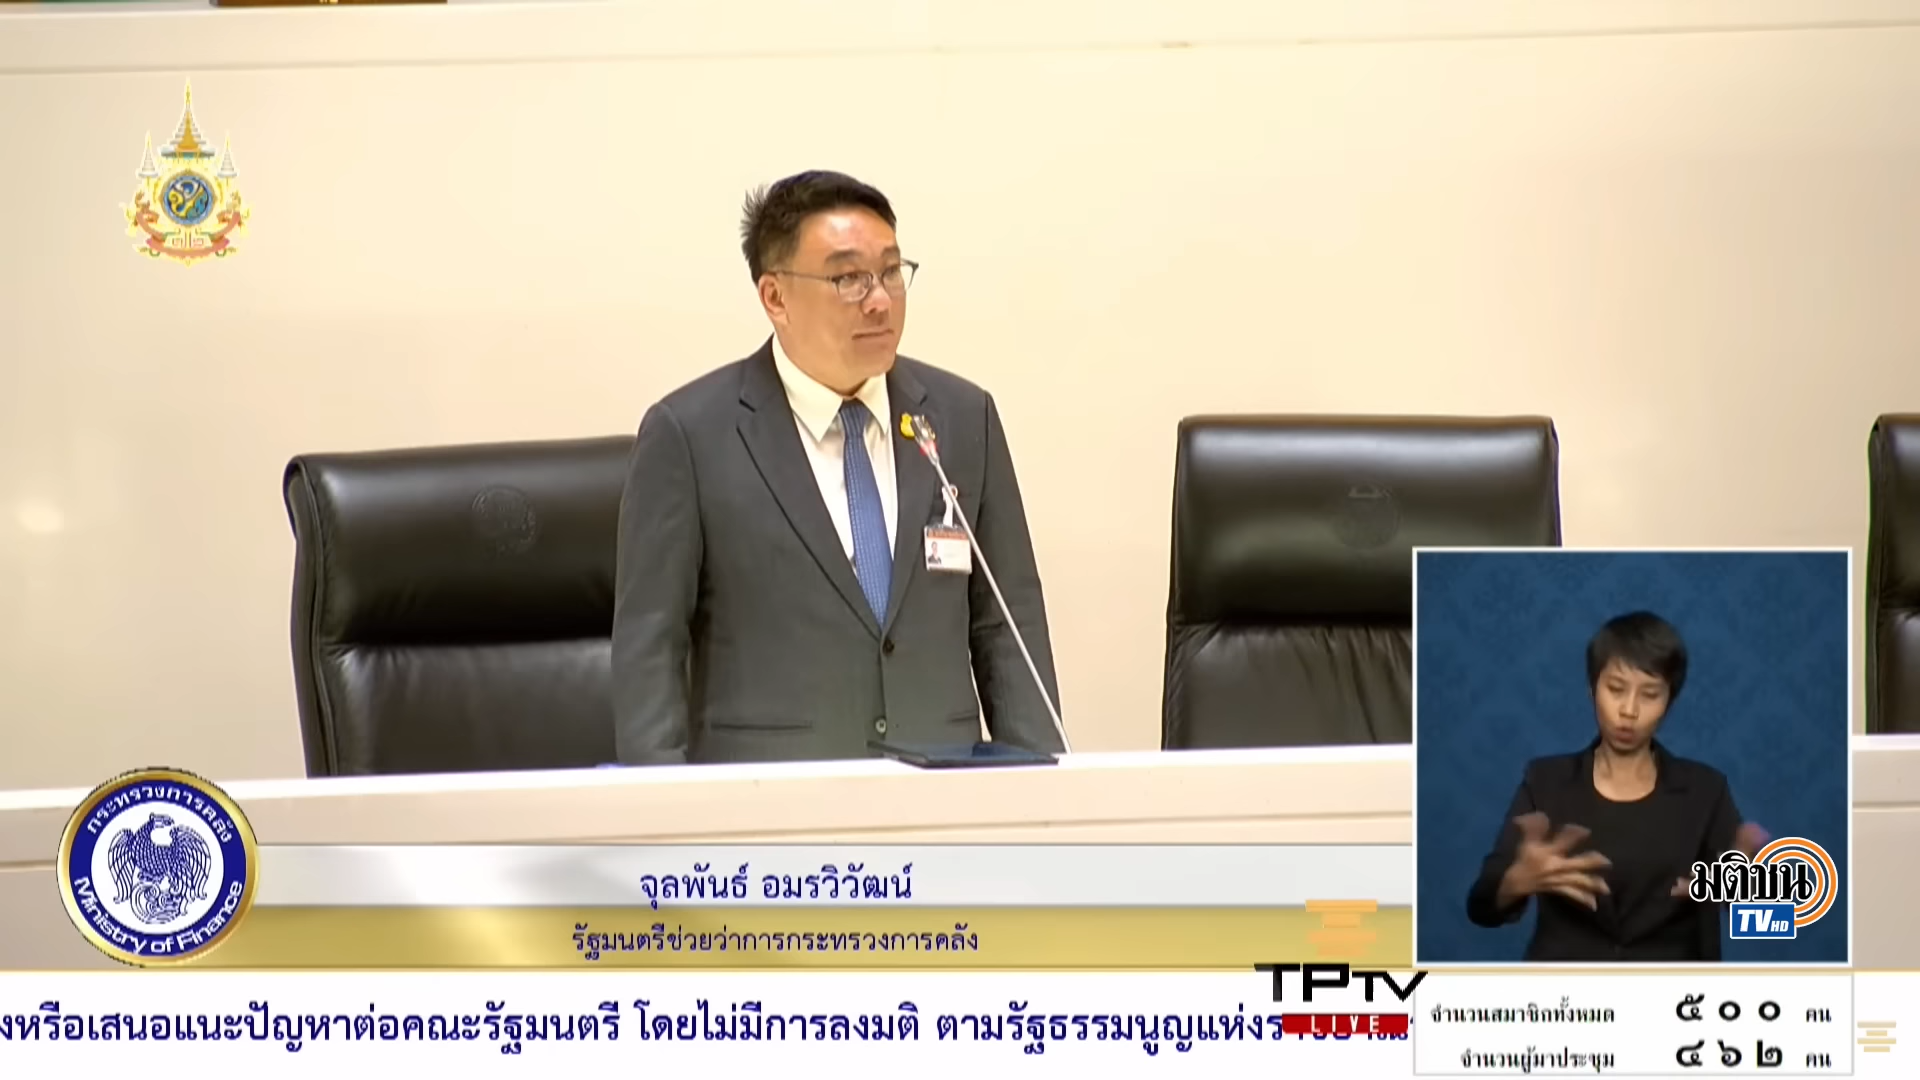 กระทรวงการคลัง
Ministry of Finance
จุลพันธ์ อมรวิวัฒน์
รัฐมนตรีช่วยว่าการกระทรวงการคลัง
มติชน
TV HD
TPTV
LIVE
งหรือเสนอแนะปัญหาต่อคณะรัฐมนตรี โดยไม่มีการลงมติ ตามรัฐธรรมนูญแห่งร
จำนวนสมาชิกทั้งหมด ๕๐๐ คน
จำนวนผู้มาประชุม ๔๖๒ คน